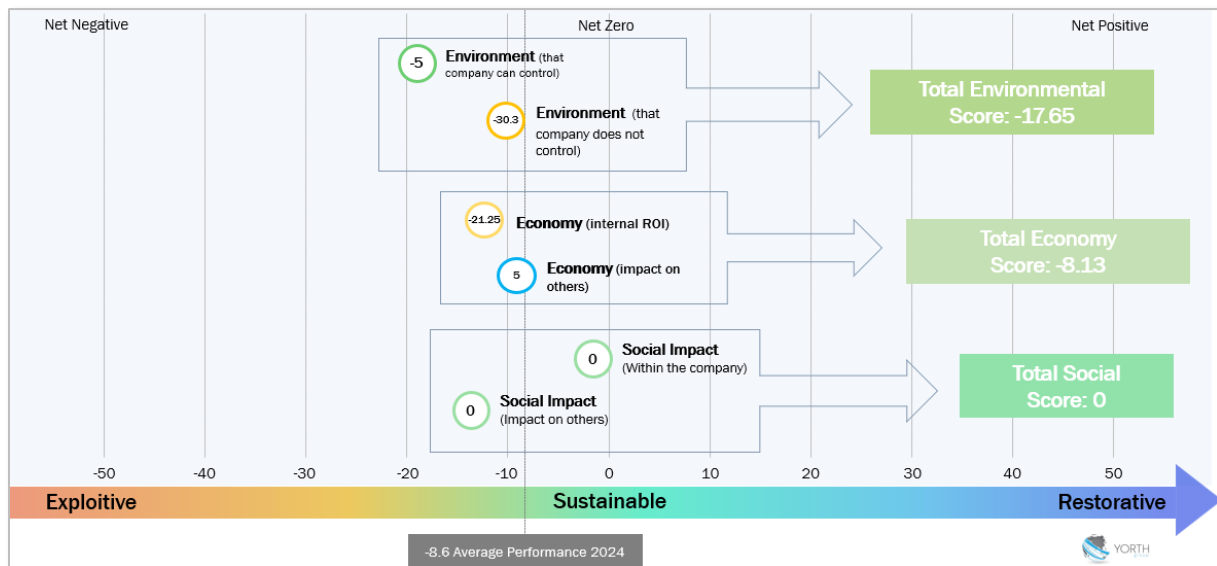 Net Negative
Net Zero
Net Positive
-5
Environment (that
company can control)
-30.3
Environment (that
company does not
control)
Total Environmental
Score: -17.65
-21.25
Economy (internal ROI)
5
Economy (impact on
others)
Total Economy
Score: -8.13
0
Social Impact
(Within the company)
0
Social Impact
(Impact on others)
Total Social
Score: 0
-50 -40 -30 -20 -10 0 10 20 30 40 50
Exploitive
Sustainable
Restorative
-8.6 Average Performance 2024
YORTH